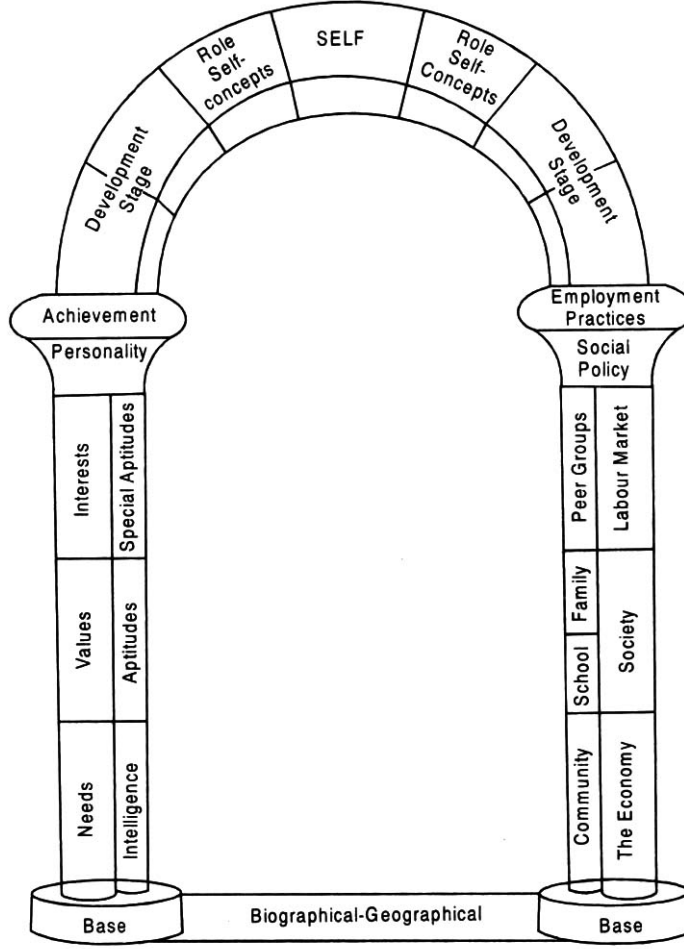 SELF
Role
Self-
concepts
Role
Self-
Concepts
Development
Stage
Development
Stage
Achievement
Personality
Employment
Practices
Social
Policy
Interests
Special Aptitudes
Peer Groups
Labour Market
Values
Aptitudes
Family
School
Society
Needs
Intelligence
Community
The Economy
Base
Biographical-Geographical
Base